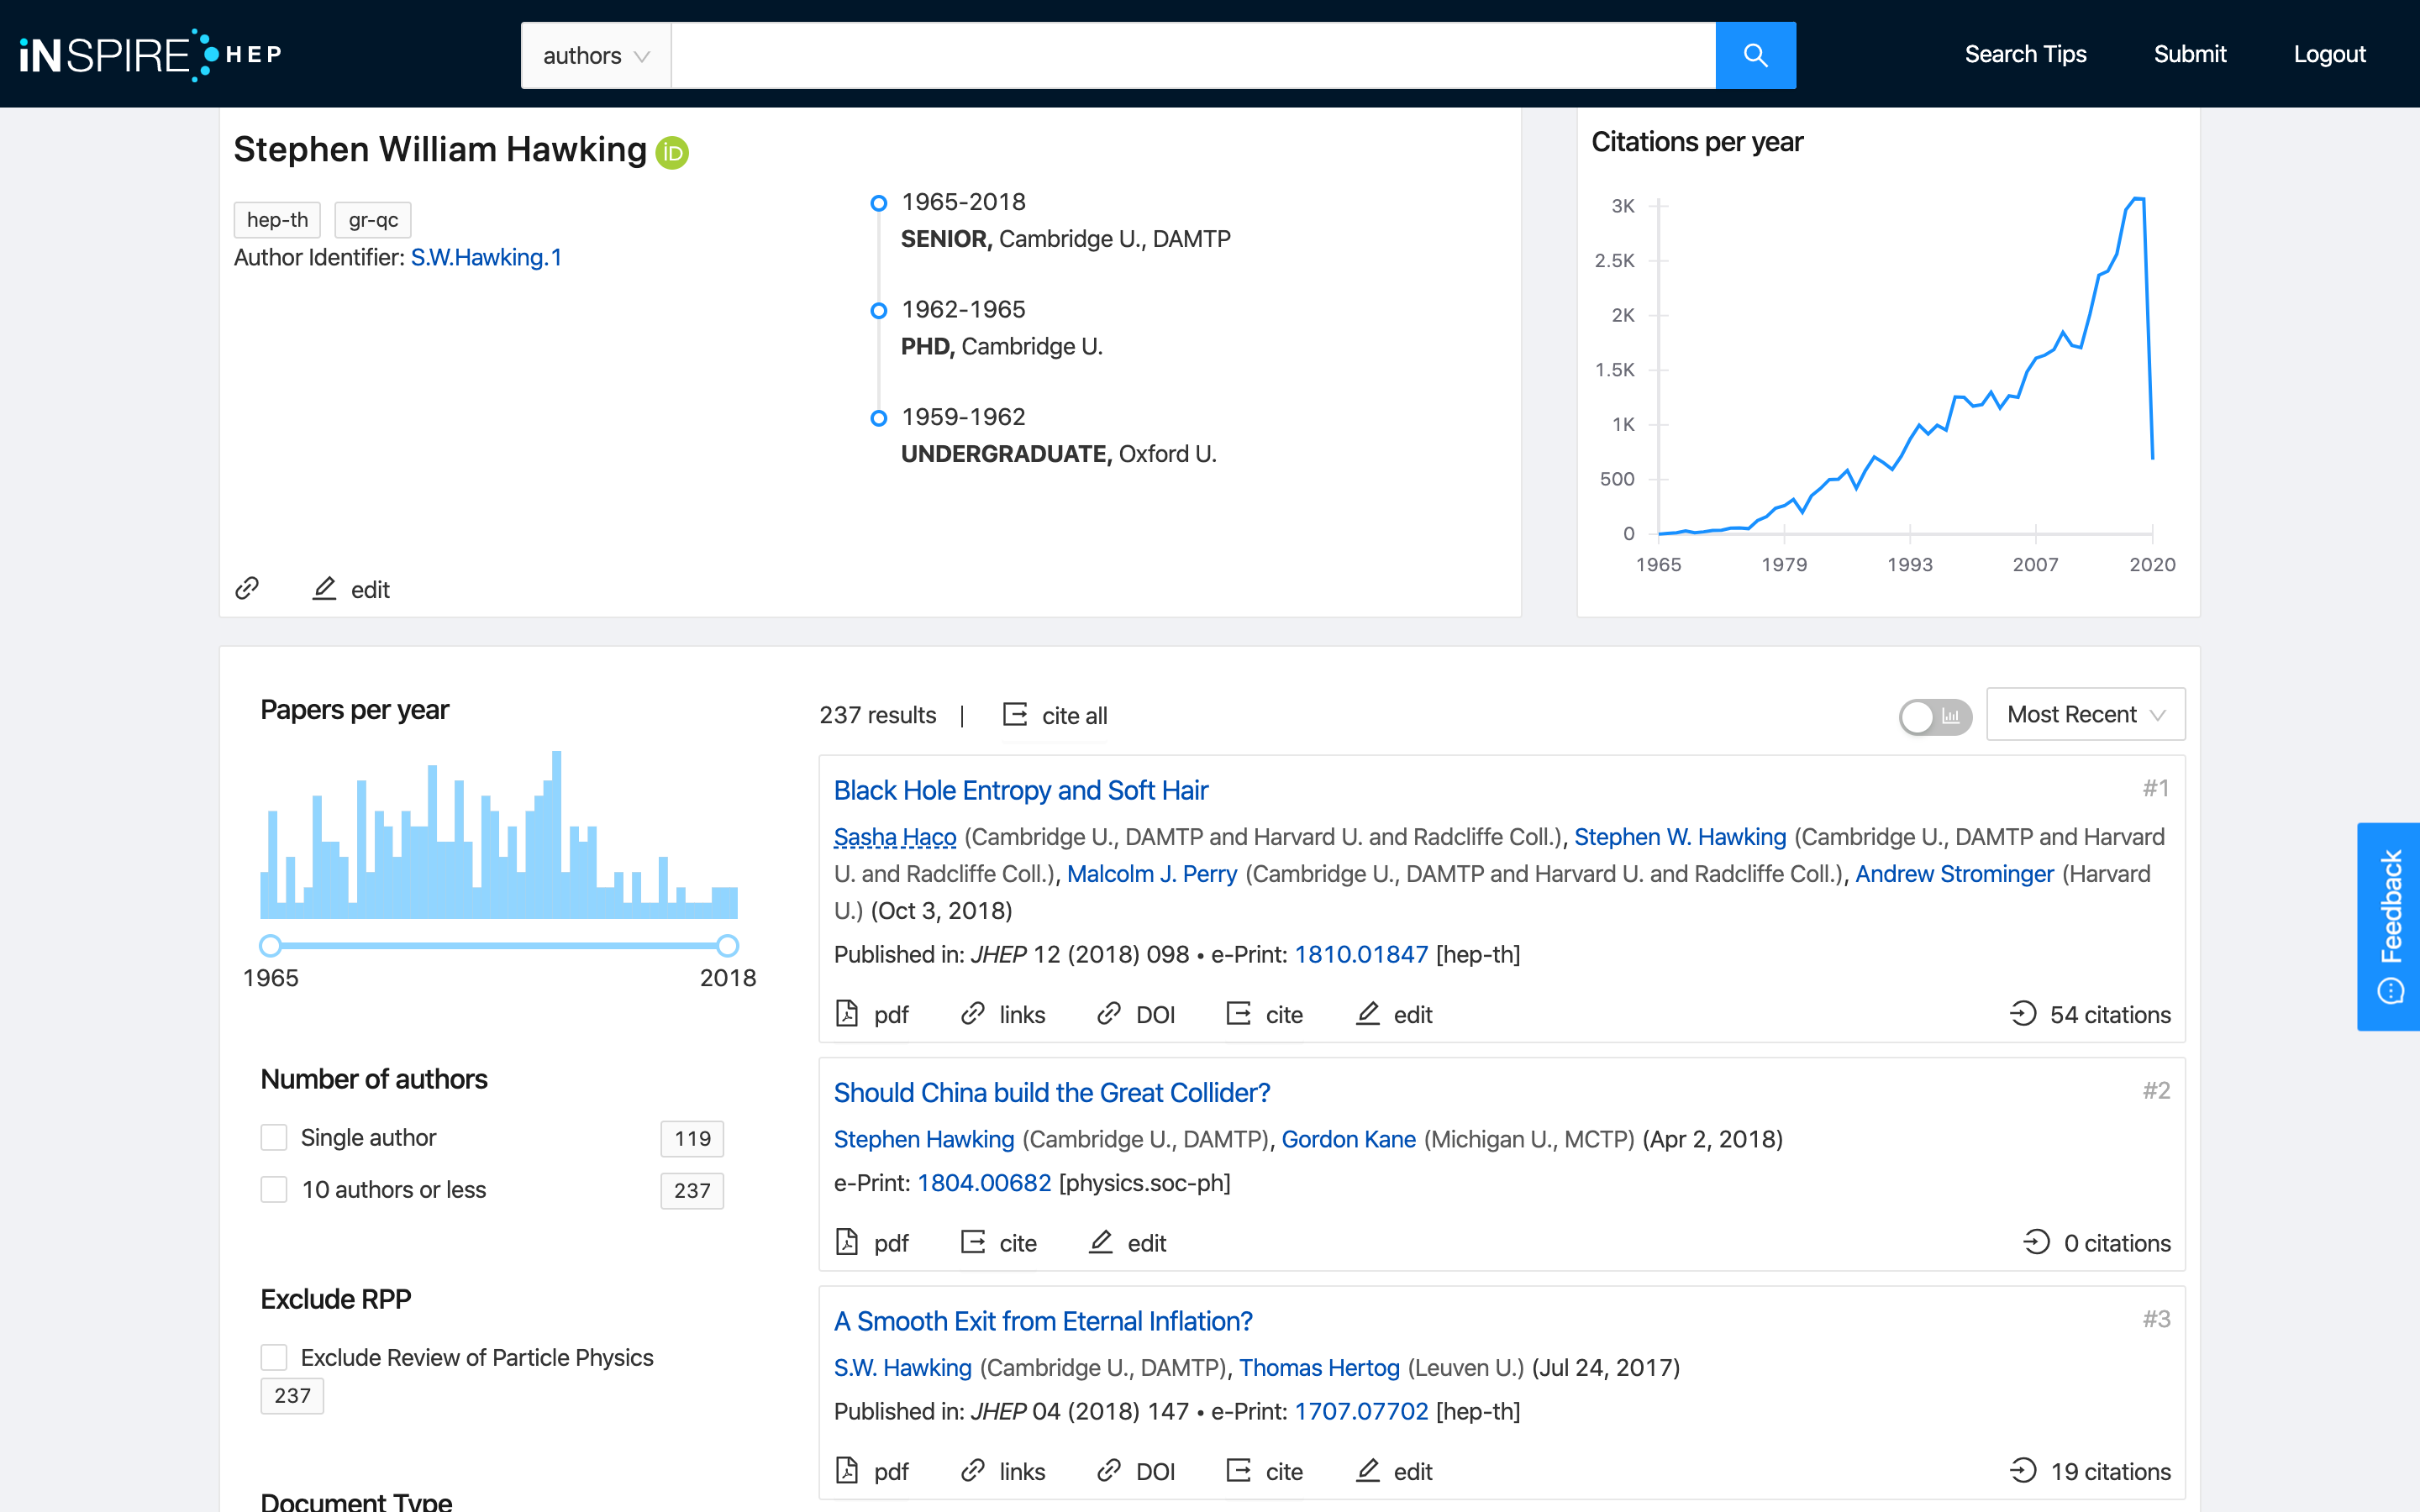 iNSPIRE HEP
authors
Search Tips
Submit
Logout
Stephen William Hawking iD
hep-th gr-qc
Author Identifier: S.W.Hawking.1
1965-2018
SENIOR, Cambridge U., DAMTP
1962-1965
PHD, Cambridge U.
1959-1962
UNDERGRADUATE, Oxford U.
edit
Citations per year
3K
2.5K
2K
1.5K
1K
500
0
1965 1979 1993 2007 2020
Papers per year
1965 2018
Number of authors
Single author 119
10 authors or less 237
Exclude RPP
Exclude Review of Particle Physics
237
Document Type
237 results | cite all
Most Recent
Black Hole Entropy and Soft Hair #1
Sasha Haco (Cambridge U., DAMTP and Harvard U. and Radcliffe Coll.), Stephen W. Hawking (Cambridge U., DAMTP and Harvard
U. and Radcliffe Coll.), Malcolm J. Perry (Cambridge U., DAMTP and Harvard U. and Radcliffe Coll.), Andrew Strominger (Harvard
U.) (Oct 3, 2018)
Published in: JHEP 12 (2018) 098 • e-Print: 1810.01847 [hep-th]
pdf links DOI cite edit 54 citations
Should China build the Great Collider? #2
Stephen Hawking (Cambridge U., DAMTP), Gordon Kane (Michigan U., MCTP) (Apr 2, 2018)
e-Print: 1804.00682 [physics.soc-ph]
pdf cite edit 0 citations
A Smooth Exit from Eternal Inflation? #3
S.W. Hawking (Cambridge U., DAMTP), Thomas Hertog (Leuven U.) (Jul 24, 2017)
Published in: JHEP 04 (2018) 147 • e-Print: 1707.07702 [hep-th]
pdf links DOI cite edit 19 citations
Feedback